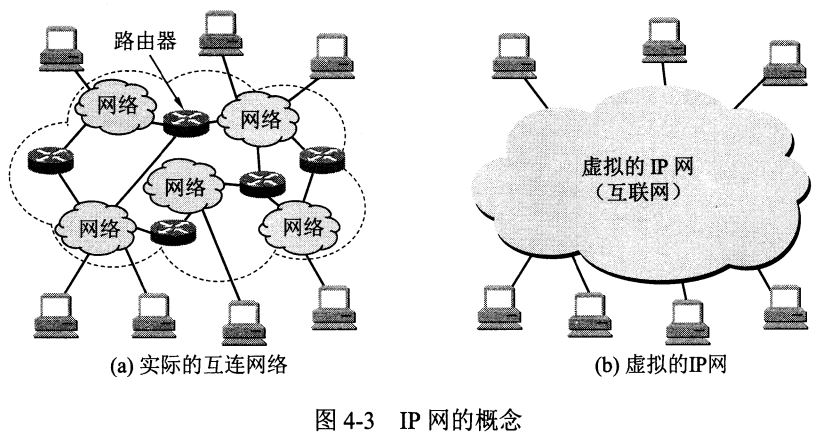 路由器
网络
网络
网络
网络
网络
虚拟的 IP 网
（互联网）
(a) 实际的互连网络
(b) 虚拟的IP网
图 4-3 IP 网的概念